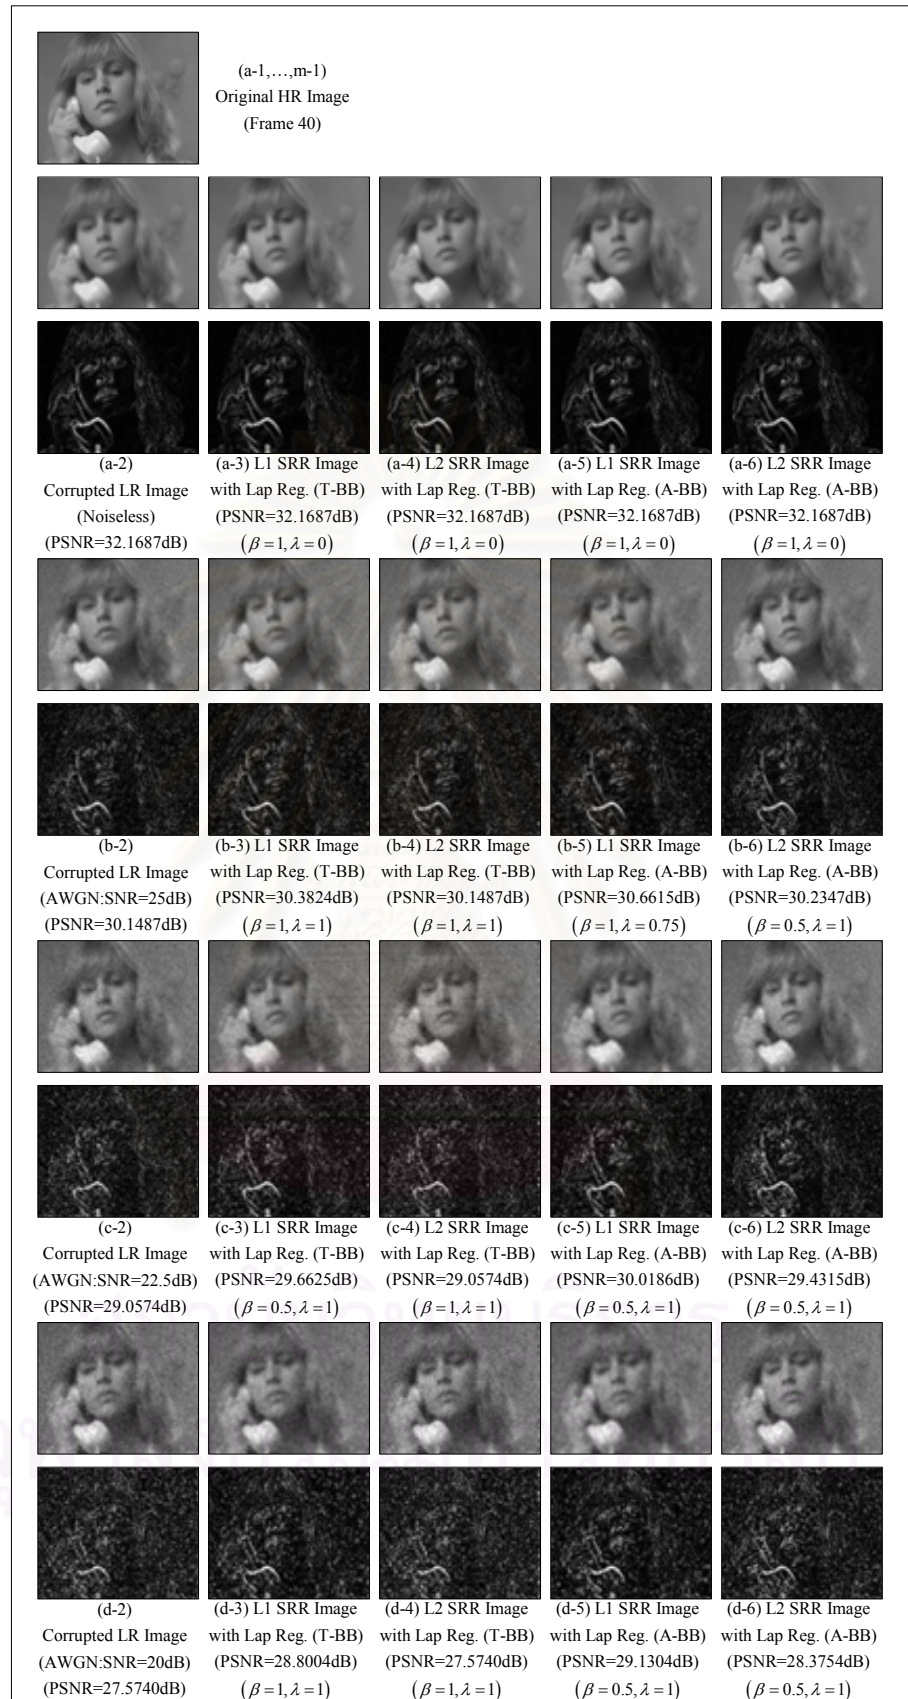 (a-1,…,m-1)
Original HR Image
(Frame 40)
(a-2)
Corrupted LR Image
(Noiseless)
(PSNR=32.1687dB)
(a-3) L1 SRR Image
with Lap Reg. (T-BB)
(PSNR=32.1687dB)
(β = 1, λ = 0)
(a-4) L2 SRR Image
with Lap Reg. (T-BB)
(PSNR=32.1687dB)
(β = 1, λ = 0)
(a-5) L1 SRR Image
with Lap Reg. (A-BB)
(PSNR=32.1687dB)
(β = 1, λ = 0)
(a-6) L2 SRR Image
with Lap Reg. (A-BB)
(PSNR=32.1687dB)
(β = 1, λ = 0)
(b-2)
Corrupted LR Image
(AWGN:SNR=25dB)
(PSNR=30.1487dB)
(b-3) L1 SRR Image
with Lap Reg. (T-BB)
(PSNR=30.3824dB)
(β = 1, λ = 1)
(b-4) L2 SRR Image
with Lap Reg. (T-BB)
(PSNR=30.1487dB)
(β = 1, λ = 1)
(b-5) L1 SRR Image
with Lap Reg. (A-BB)
(PSNR=30.6615dB)
(β = 1, λ = 0.75)
(b-6) L2 SRR Image
with Lap Reg. (A-BB)
(PSNR=30.2347dB)
(β = 0.5, λ = 1)
(c-2)
Corrupted LR Image
(AWGN:SNR=22.5dB)
(PSNR=29.0574dB)
(c-3) L1 SRR Image
with Lap Reg. (T-BB)
(PSNR=29.6625dB)
(β = 0.5, λ = 1)
(c-4) L2 SRR Image
with Lap Reg. (T-BB)
(PSNR=29.0574dB)
(β = 1, λ = 1)
(c-5) L1 SRR Image
with Lap Reg. (A-BB)
(PSNR=30.0186dB)
(β = 0.5, λ = 1)
(c-6) L2 SRR Image
with Lap Reg. (A-BB)
(PSNR=29.4315dB)
(β = 0.5, λ = 1)
(d-2)
Corrupted LR Image
(AWGN:SNR=20dB)
(PSNR=27.5740dB)
(d-3) L1 SRR Image
with Lap Reg. (T-BB)
(PSNR=28.8004dB)
(β = 1, λ = 1)
(d-4) L2 SRR Image
with Lap Reg. (T-BB)
(PSNR=27.5740dB)
(β = 1, λ = 1)
(d-5) L1 SRR Image
with Lap Reg. (A-BB)
(PSNR=29.1304dB)
(β = 0.5, λ = 1)
(d-6) L2 SRR Image
with Lap Reg. (A-BB)
(PSNR=28.3754dB)
(β = 0.5, λ = 1)